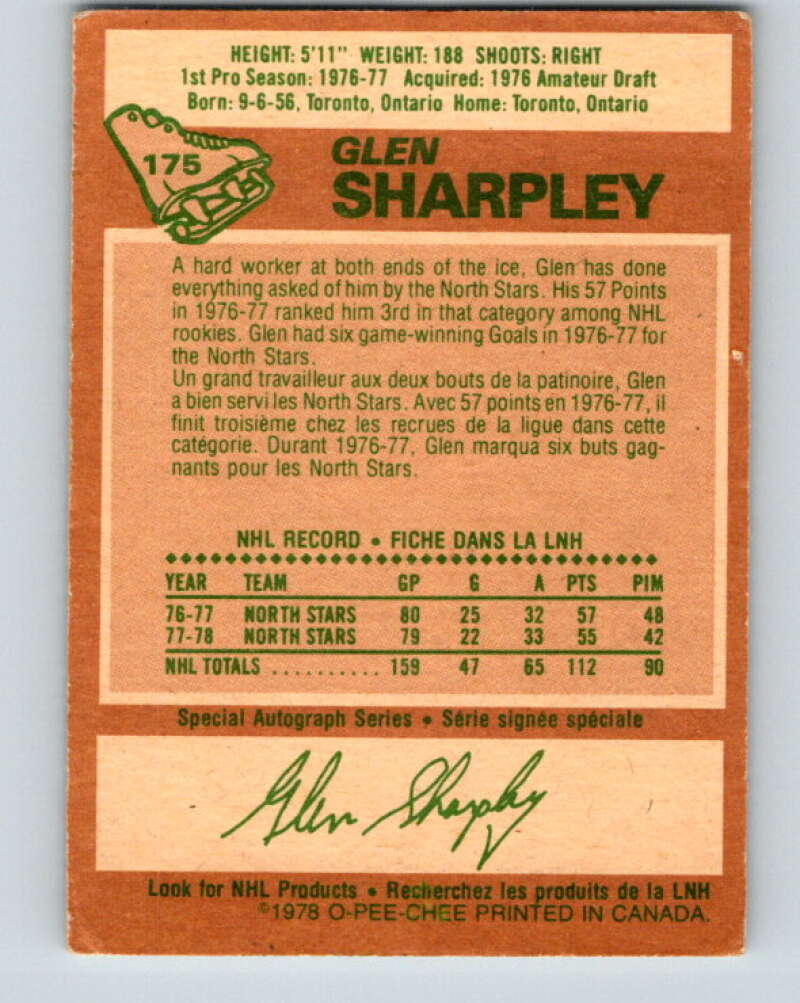 HEIGHT: 5'11" WEIGHT: 188 SHOOTS: RIGHT
1st Pro Season: 1976-77 Acquired: 1976 Amateur Draft
Born: 9-6-56, Toronto, Ontario Home: Toronto, Ontario
175
GLEN
SHARPLEY
A hard worker at both ends of the ice, Glen has done
everything asked of him by the North Stars. His 57 Points
in 1976-77 ranked him 3rd in that category among NHL
rookies. Glen had six game-winning Goals in 1976-77 for
the North Stars.
Un grand travailleur aux deux bouts de la patinoire, Glen
a bien servi les North Stars. Avec 57 points en 1976-77, il
finit troisième chez les recrues de la ligue dans cette
catégorie. Durant 1976-77, Glen marqua six buts gag-
nants pour les North Stars.
NHL RECORD • FICHE DANS LA LNH
YEAR TEAM GP G A PTS PIM
76-77 NORTH STARS 80 25 32 57 48
77-78 NORTH STARS 79 22 33 55 42
NHL TOTALS .......... 159 47 65 112 90
Special Autograph Series • Série signée spéciale
Glen Sharpley
Look for NHL Products • Recherchez les produits de la LNH
©1978 O-PEE-CHEE PRINTED IN CANADA.